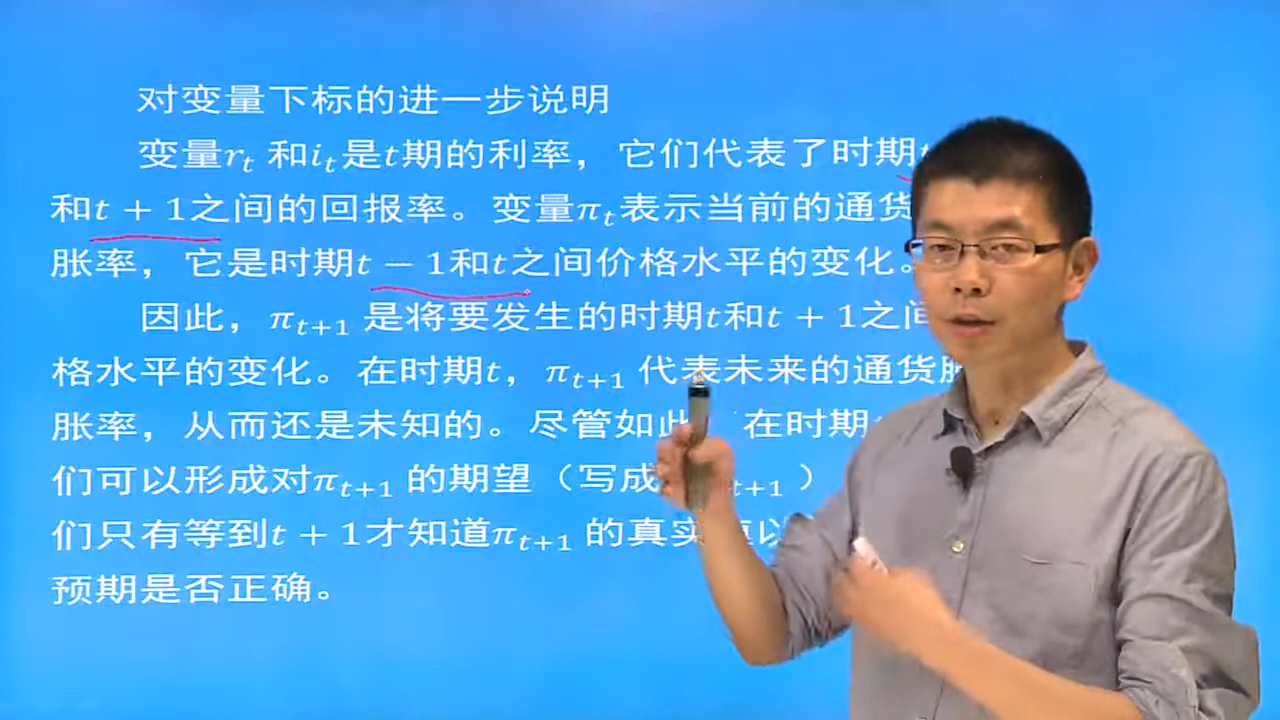 对变量下标的进一步说明
变量rₜ 和iₜ是t期的利率，它们代表了时期t
和t + 1之间的回报率。变量πₜ表示当前的通货
胀率，它是时期t − 1和t之间价格水平的变化。
因此，πₜ₊₁ 是将要发生的时期t和t + 1之间
格水平的变化。在时期t，πₜ₊₁ 代表未来的通货
胀率，从而还是未知的。尽管如此 在时期
们可以形成对πₜ₊₁ 的期望（写成 ₜ₊₁ ）
们只有等到t + 1才知道πₜ₊₁ 的真实
预期是否正确。